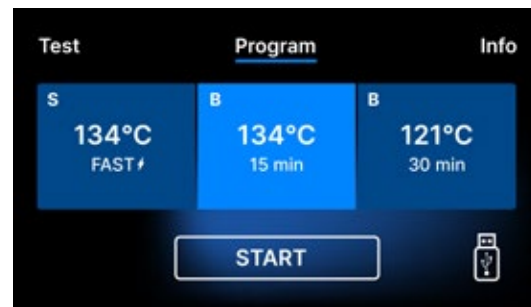 Test Program Info
S B B
134°C 134°C 121°C
FAST⚡ 15 min 30 min
START